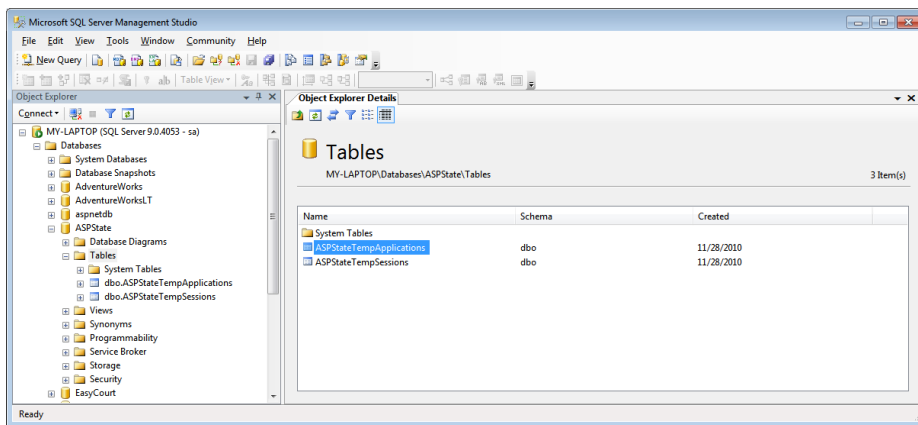 Microsoft SQL Server Management Studio
File Edit View Tools Window Community Help
New Query
Table View
Object Explorer
Connect
MY-LAPTOP (SQL Server 9.0.4053 - sa)
Databases
System Databases
Database Snapshots
AdventureWorks
AdventureWorksLT
aspnetdb
ASPState
Database Diagrams
Tables
System Tables
dbo.ASPStateTempApplications
dbo.ASPStateTempSessions
Views
Synonyms
Programmability
Service Broker
Storage
Security
EasyCourt
Object Explorer Details
Tables
MY-LAPTOP\Databases\ASPState\Tables 3 Item(s)
Name Schema Created
System Tables
ASPStateTempApplications dbo 11/28/2010
ASPStateTempSessions dbo 11/28/2010
Ready